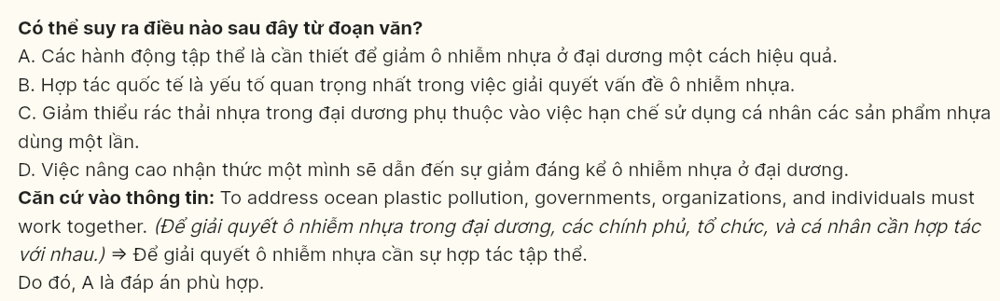 Có thể suy ra điều nào sau đây từ đoạn văn?
A. Các hành động tập thể là cần thiết để giảm ô nhiễm nhựa ở đại dương một cách hiệu quả.
B. Hợp tác quốc tế là yếu tố quan trọng nhất trong việc giải quyết vấn đề ô nhiễm nhựa.
C. Giảm thiểu rác thải nhựa trong đại dương phụ thuộc vào việc hạn chế sử dụng cá nhân các sản phẩm nhựa
dùng một lần.
D. Việc nâng cao nhận thức một mình sẽ dẫn đến sự giảm đáng kể ô nhiễm nhựa ở đại dương.
Căn cứ vào thông tin: To address ocean plastic pollution, governments, organizations, and individuals must
work together. (Để giải quyết ô nhiễm nhựa trong đại dương, các chính phủ, tổ chức, và cá nhân cần hợp tác
với nhau.) ⇒ Để giải quyết ô nhiễm nhựa cần sự hợp tác tập thể.
Do đó, A là đáp án phù hợp.